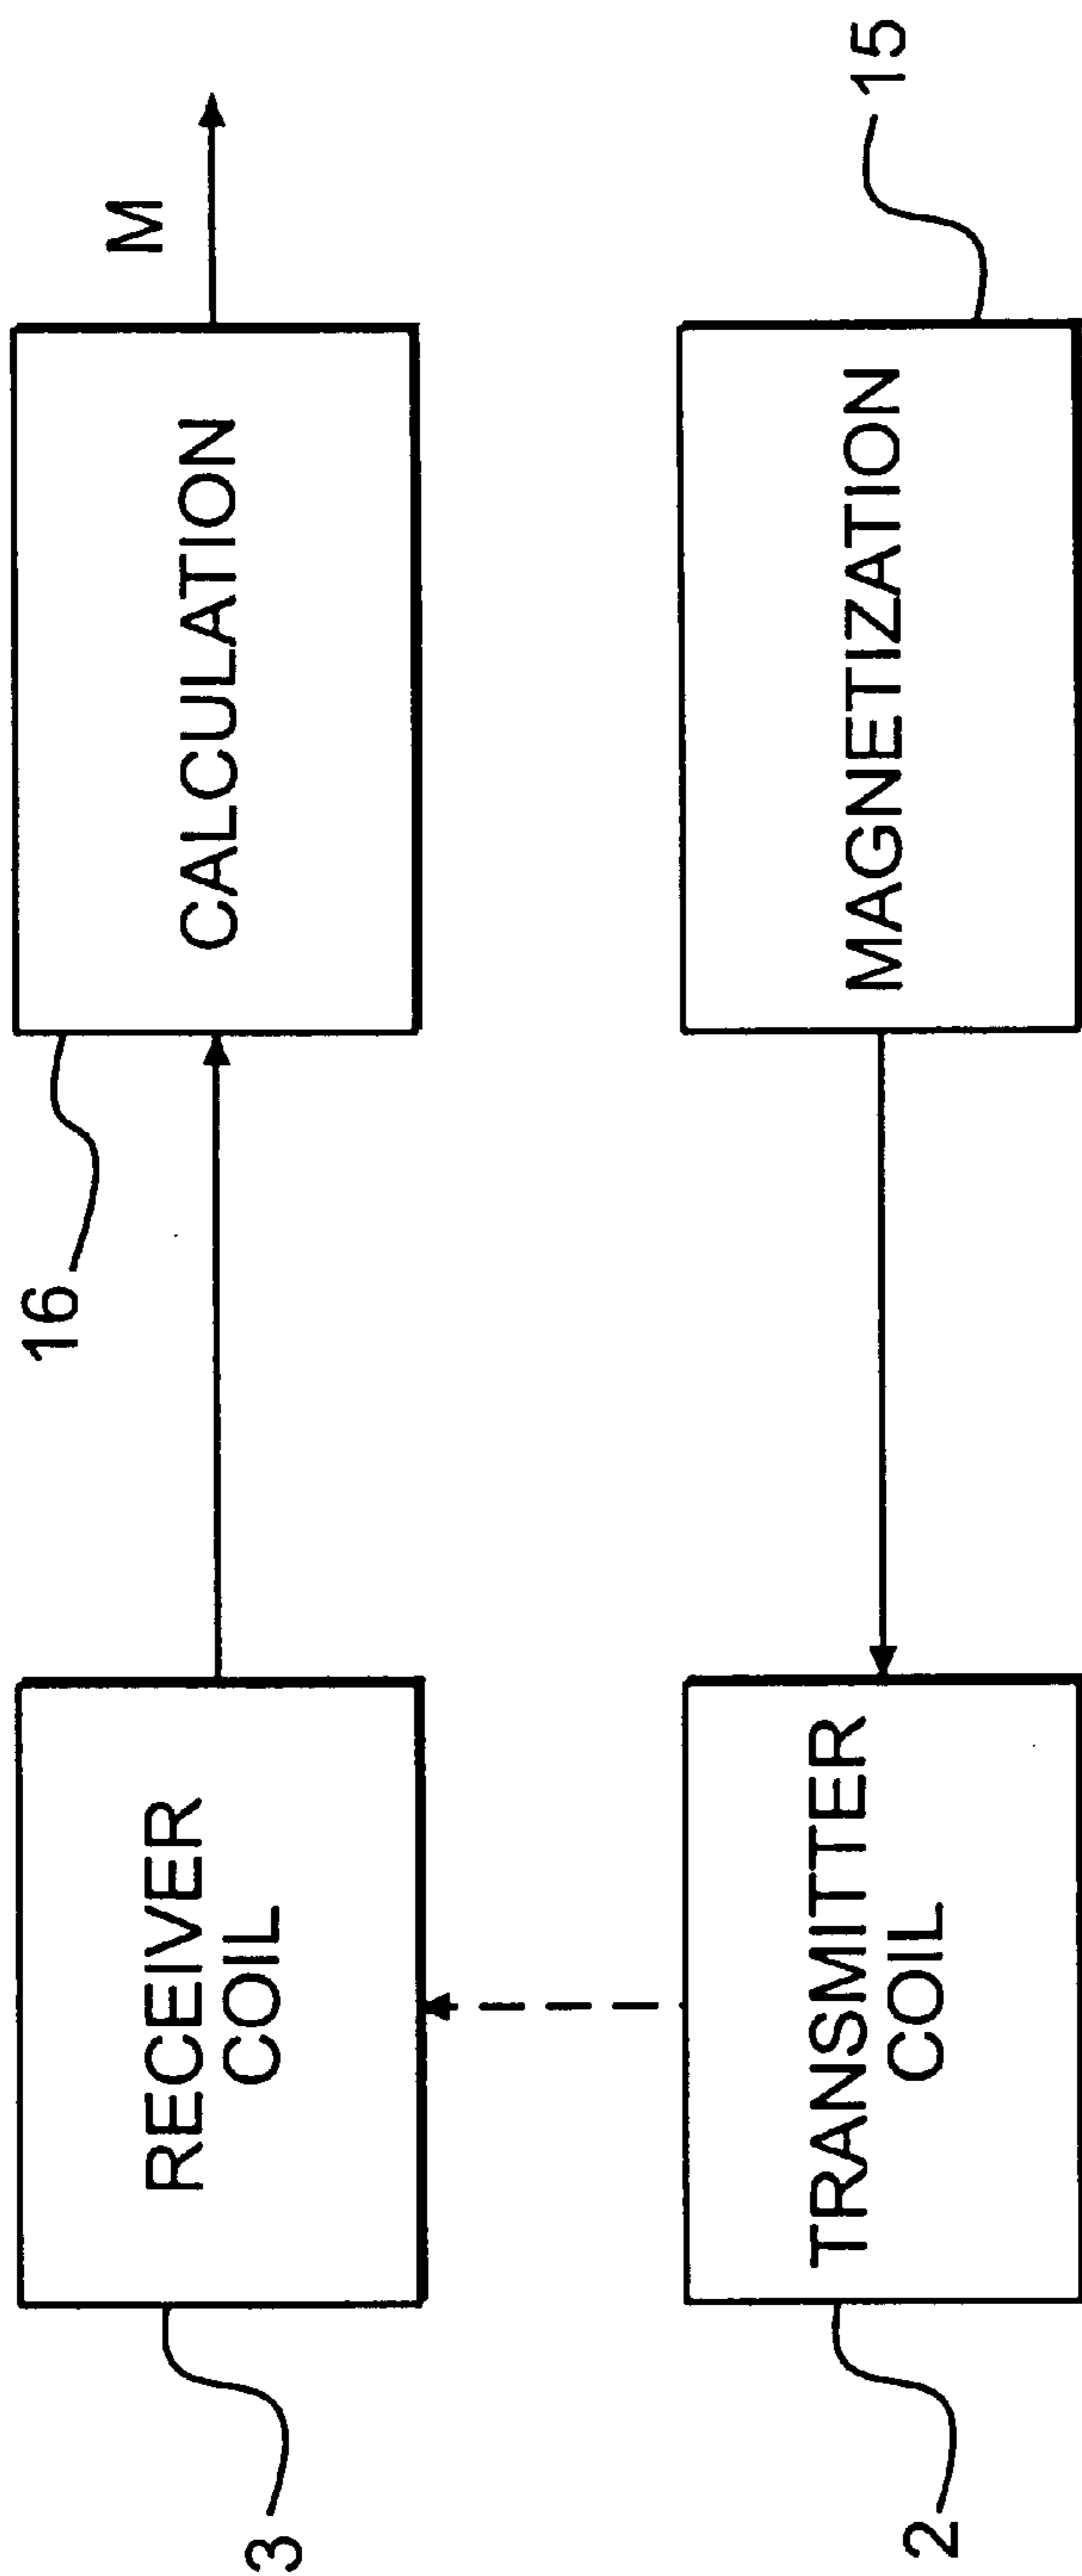 3
RECEIVER
COIL
16
CALCULATION
M
2
TRANSMITTER
COIL
MAGNETIZATION
15